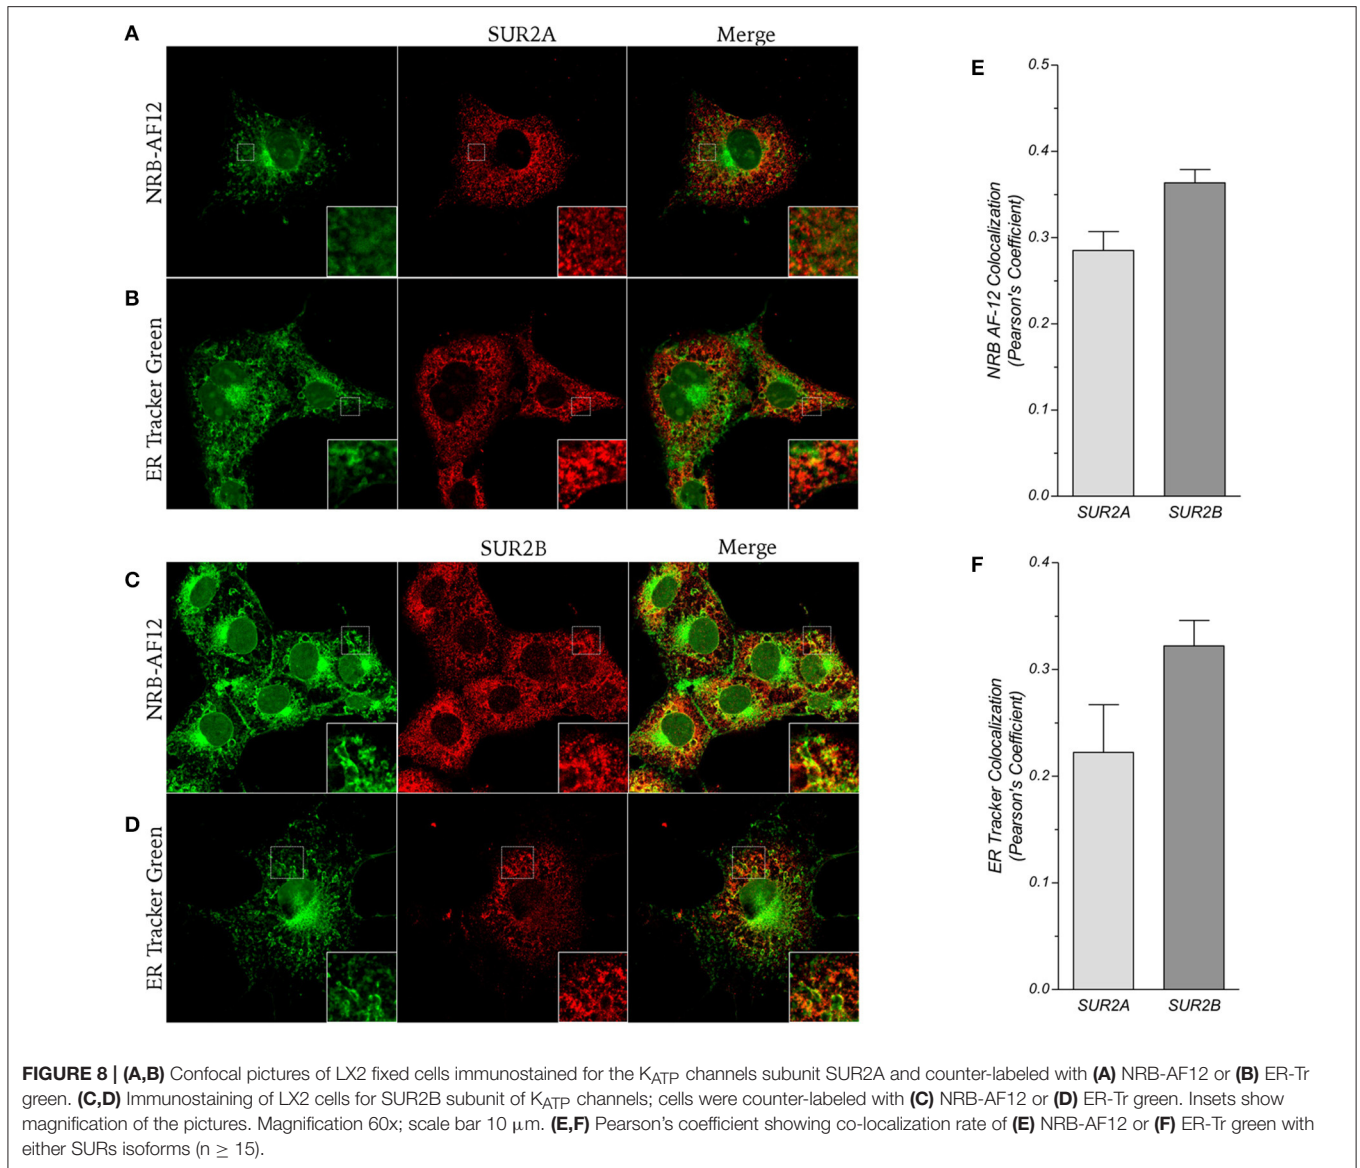 A
SUR2A
Merge
NRB-AF12
B
ER Tracker Green
SUR2B
Merge
C
NRB-AF12
D
ER Tracker Green
E
0.5
0.4
0.3
0.2
0.1
0.0
NRB AF-12 Colocalization
(Pearson's Coefficient)
SUR2A
SUR2B
F
0.4
0.3
0.2
0.1
0.0
ER Tracker Colocalization
(Pearson's Coefficient)
SUR2A
SUR2B
FIGURE 8 | (A,B) Confocal pictures of LX2 fixed cells immunostained for the KATP channels subunit SUR2A and counter-labeled with (A) NRB-AF12 or (B) ER-Tr
green. (C,D) Immunostaining of LX2 cells for SUR2B subunit of KATP channels; cells were counter-labeled with (C) NRB-AF12 or (D) ER-Tr green. Insets show
magnification of the pictures. Magnification 60x; scale bar 10 μm. (E,F) Pearson's coefficient showing co-localization rate of (E) NRB-AF12 or (F) ER-Tr green with
either SURs isoforms (n ≥ 15).